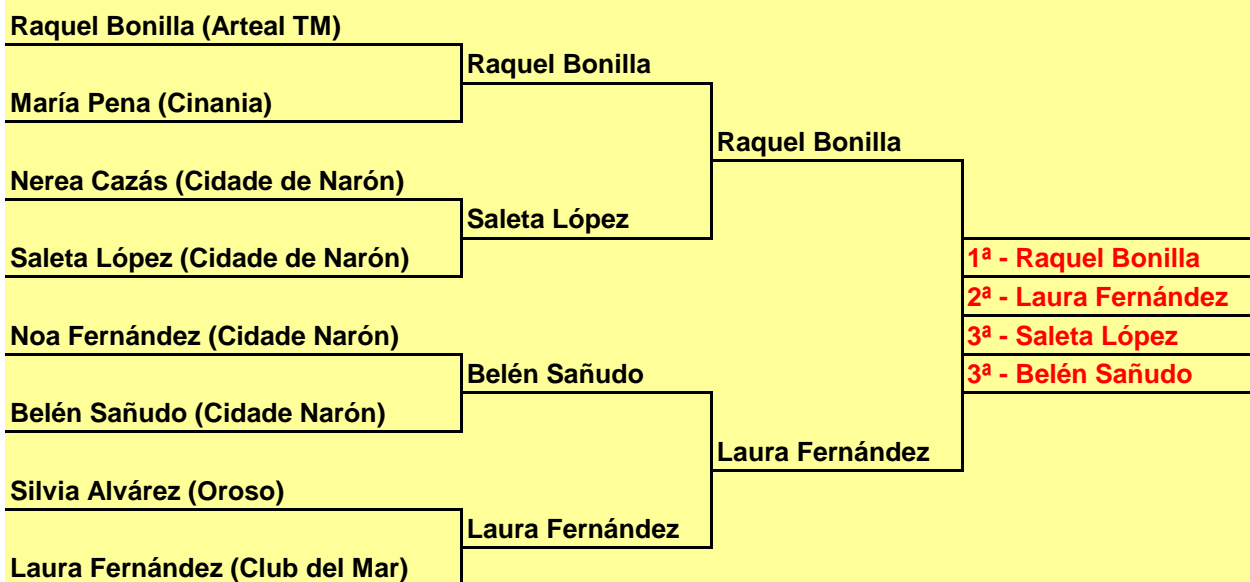 Raquel Bonilla (Arteal TM)
Raquel Bonilla
María Pena (Cinania)
Raquel Bonilla
Nerea Cazás (Cidade de Narón)
Saleta López
Saleta López (Cidade de Narón)
1ª - Raquel Bonilla
2ª - Laura Fernández
Noa Fernández (Cidade Narón)
3ª - Saleta López
Belén Sañudo
3ª - Belén Sañudo
Belén Sañudo (Cidade Narón)
Laura Fernández
Silvia Alvárez (Oroso)
Laura Fernández
Laura Fernández (Club del Mar)